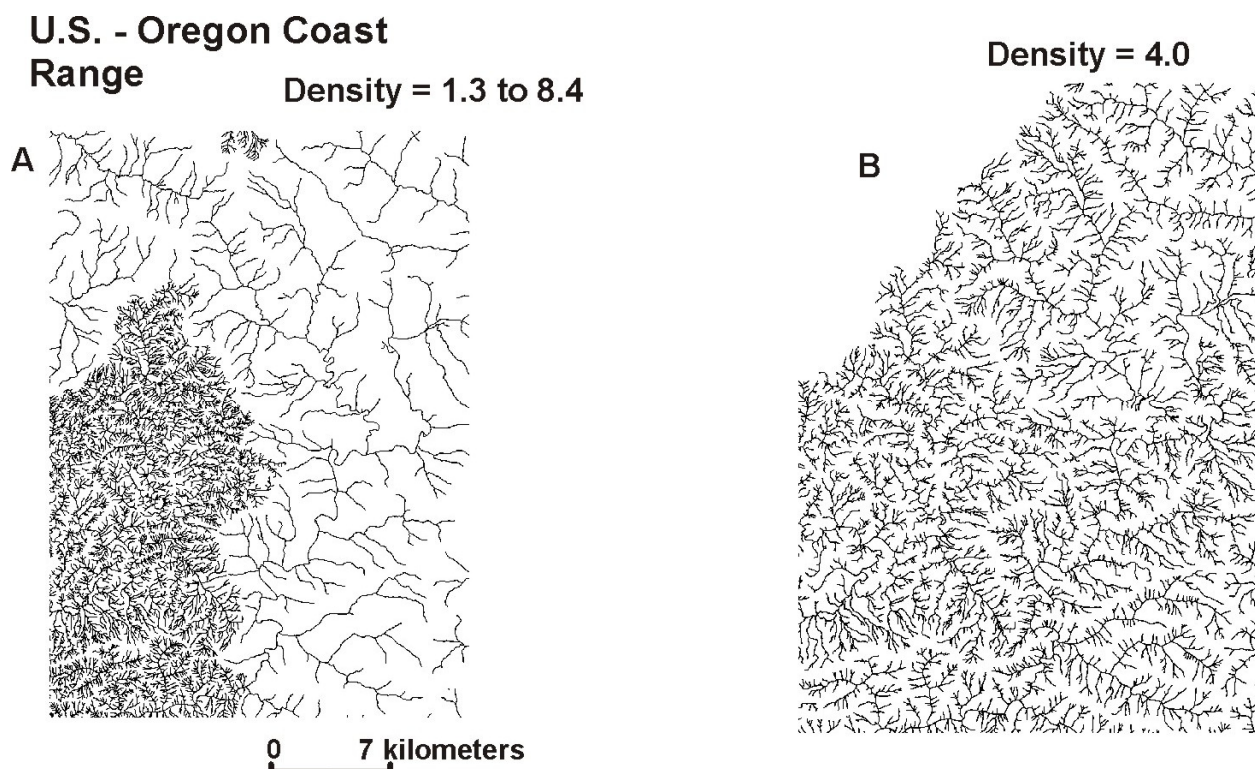 U.S. - Oregon Coast
Range
Density = 1.3 to 8.4
Density = 4.0
A
B
0 7 kilometers